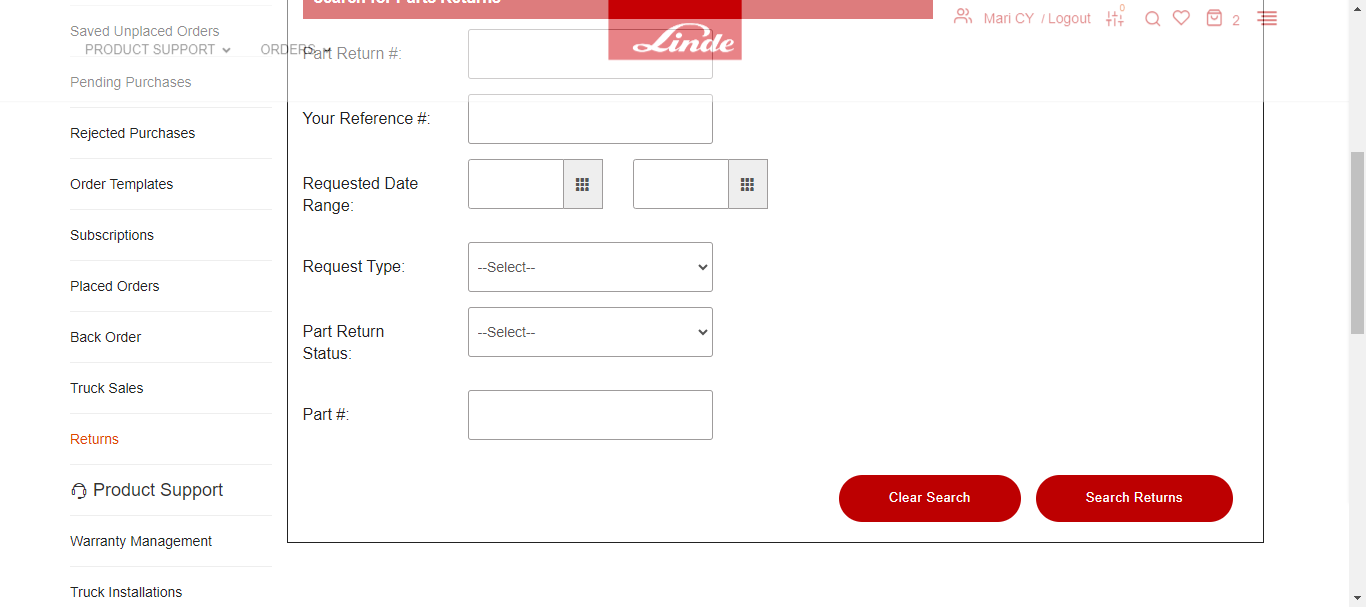 Search for Parts Returns
0
Mari CY / Logout
2
Linde
Saved Unplaced Orders
PRODUCT SUPPORT
ORDERS
Pending Purchases
Rejected Purchases
Order Templates
Subscriptions
Placed Orders
Back Order
Truck Sales
Returns
Product Support
Warranty Management
Truck Installations
Part Return #:
Your Reference #:
Requested Date
Range:
Request Type:
--Select--
Part Return
Status:
--Select--
Part #:
Clear Search
Search Returns